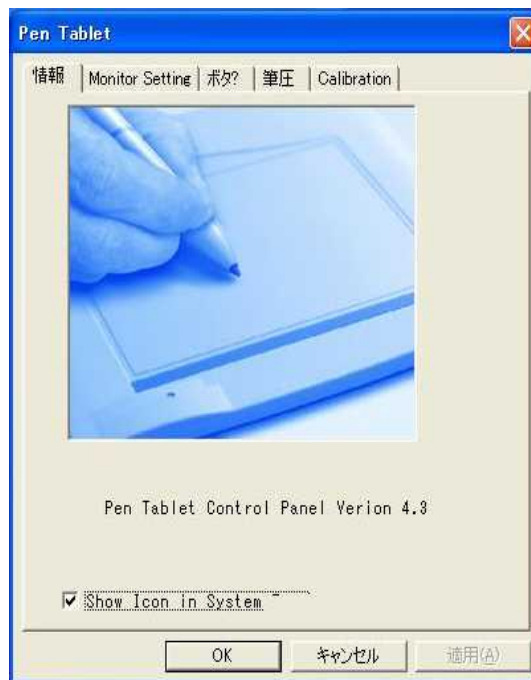 Pen Tablet
情報 Monitor Setting ボタ? 筆圧 Calibration
Pen Tablet Control Panel Verion 4.3
Show Icon in System
OK キャンセル 適用(A)